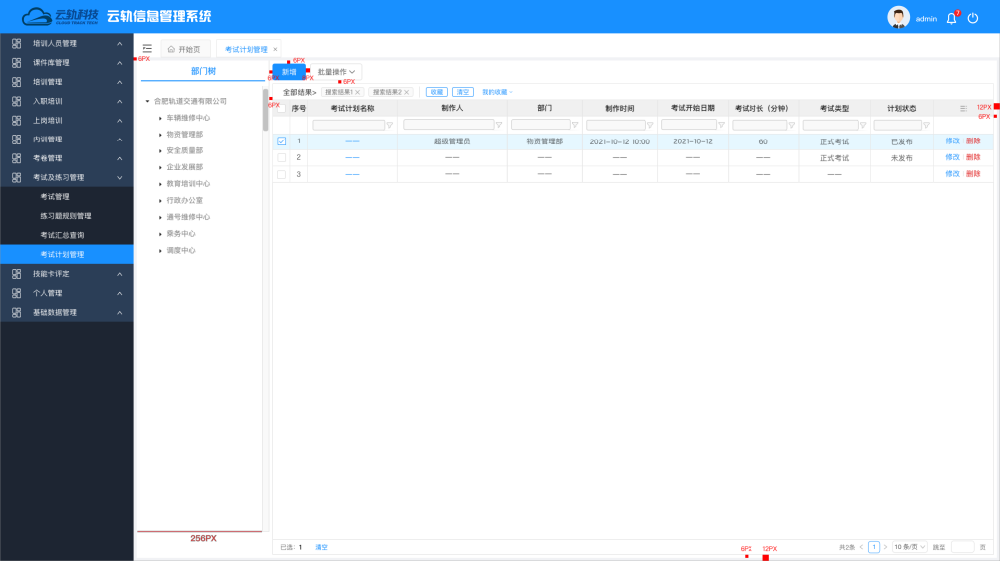 云轨科技 云轨信息管理系统
CLOUD TRACK TECH
admin 7
培训人员管理
课件库管理
培训管理
入职培训
上岗培训
内训管理
考卷管理
考试及练习管理
考试管理
练习题规则管理
考试汇总查询
考试计划管理
技能卡评定
个人管理
基础数据管理
开始页 考试计划管理 ×
6PX
6PX
部门树
合肥轨道交通有限公司
车辆维修中心
物资管理部
安全质量部
企业发展部
教育培训中心
行政办公室
通号维修中心
乘务中心
调度中心
256PX
新增 批量操作
6PX
全部结果> 搜索结果1 × 搜索结果2 × 收藏 清空 我的收藏
6PX
序号 考试计划名称 制作人 部门 制作时间 考试开始日期 考试时长（分钟） 考试类型 计划状态
12PX
6PX
1 —— 超级管理员 物资管理部 2021-10-12 10:00 2021-10-12 60 正式考试 已发布 修改 删除
2 —— —— —— —— —— —— 正式考试 未发布 修改 删除
3 —— —— —— —— —— —— —— 修改 删除
已选: 1 清空
共2条 < 1 > 10 条/页 跳至 页
6PX 12PX